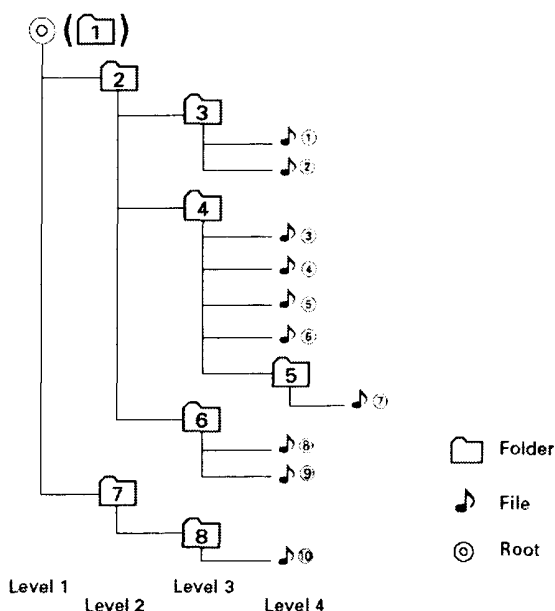 ( 1 )
2
3
①
②
4
③
④
⑤
⑥
5
⑦
6
⑧
⑨
7
8
⑩
Folder
File
Root
Level 1
Level 2
Level 3
Level 4